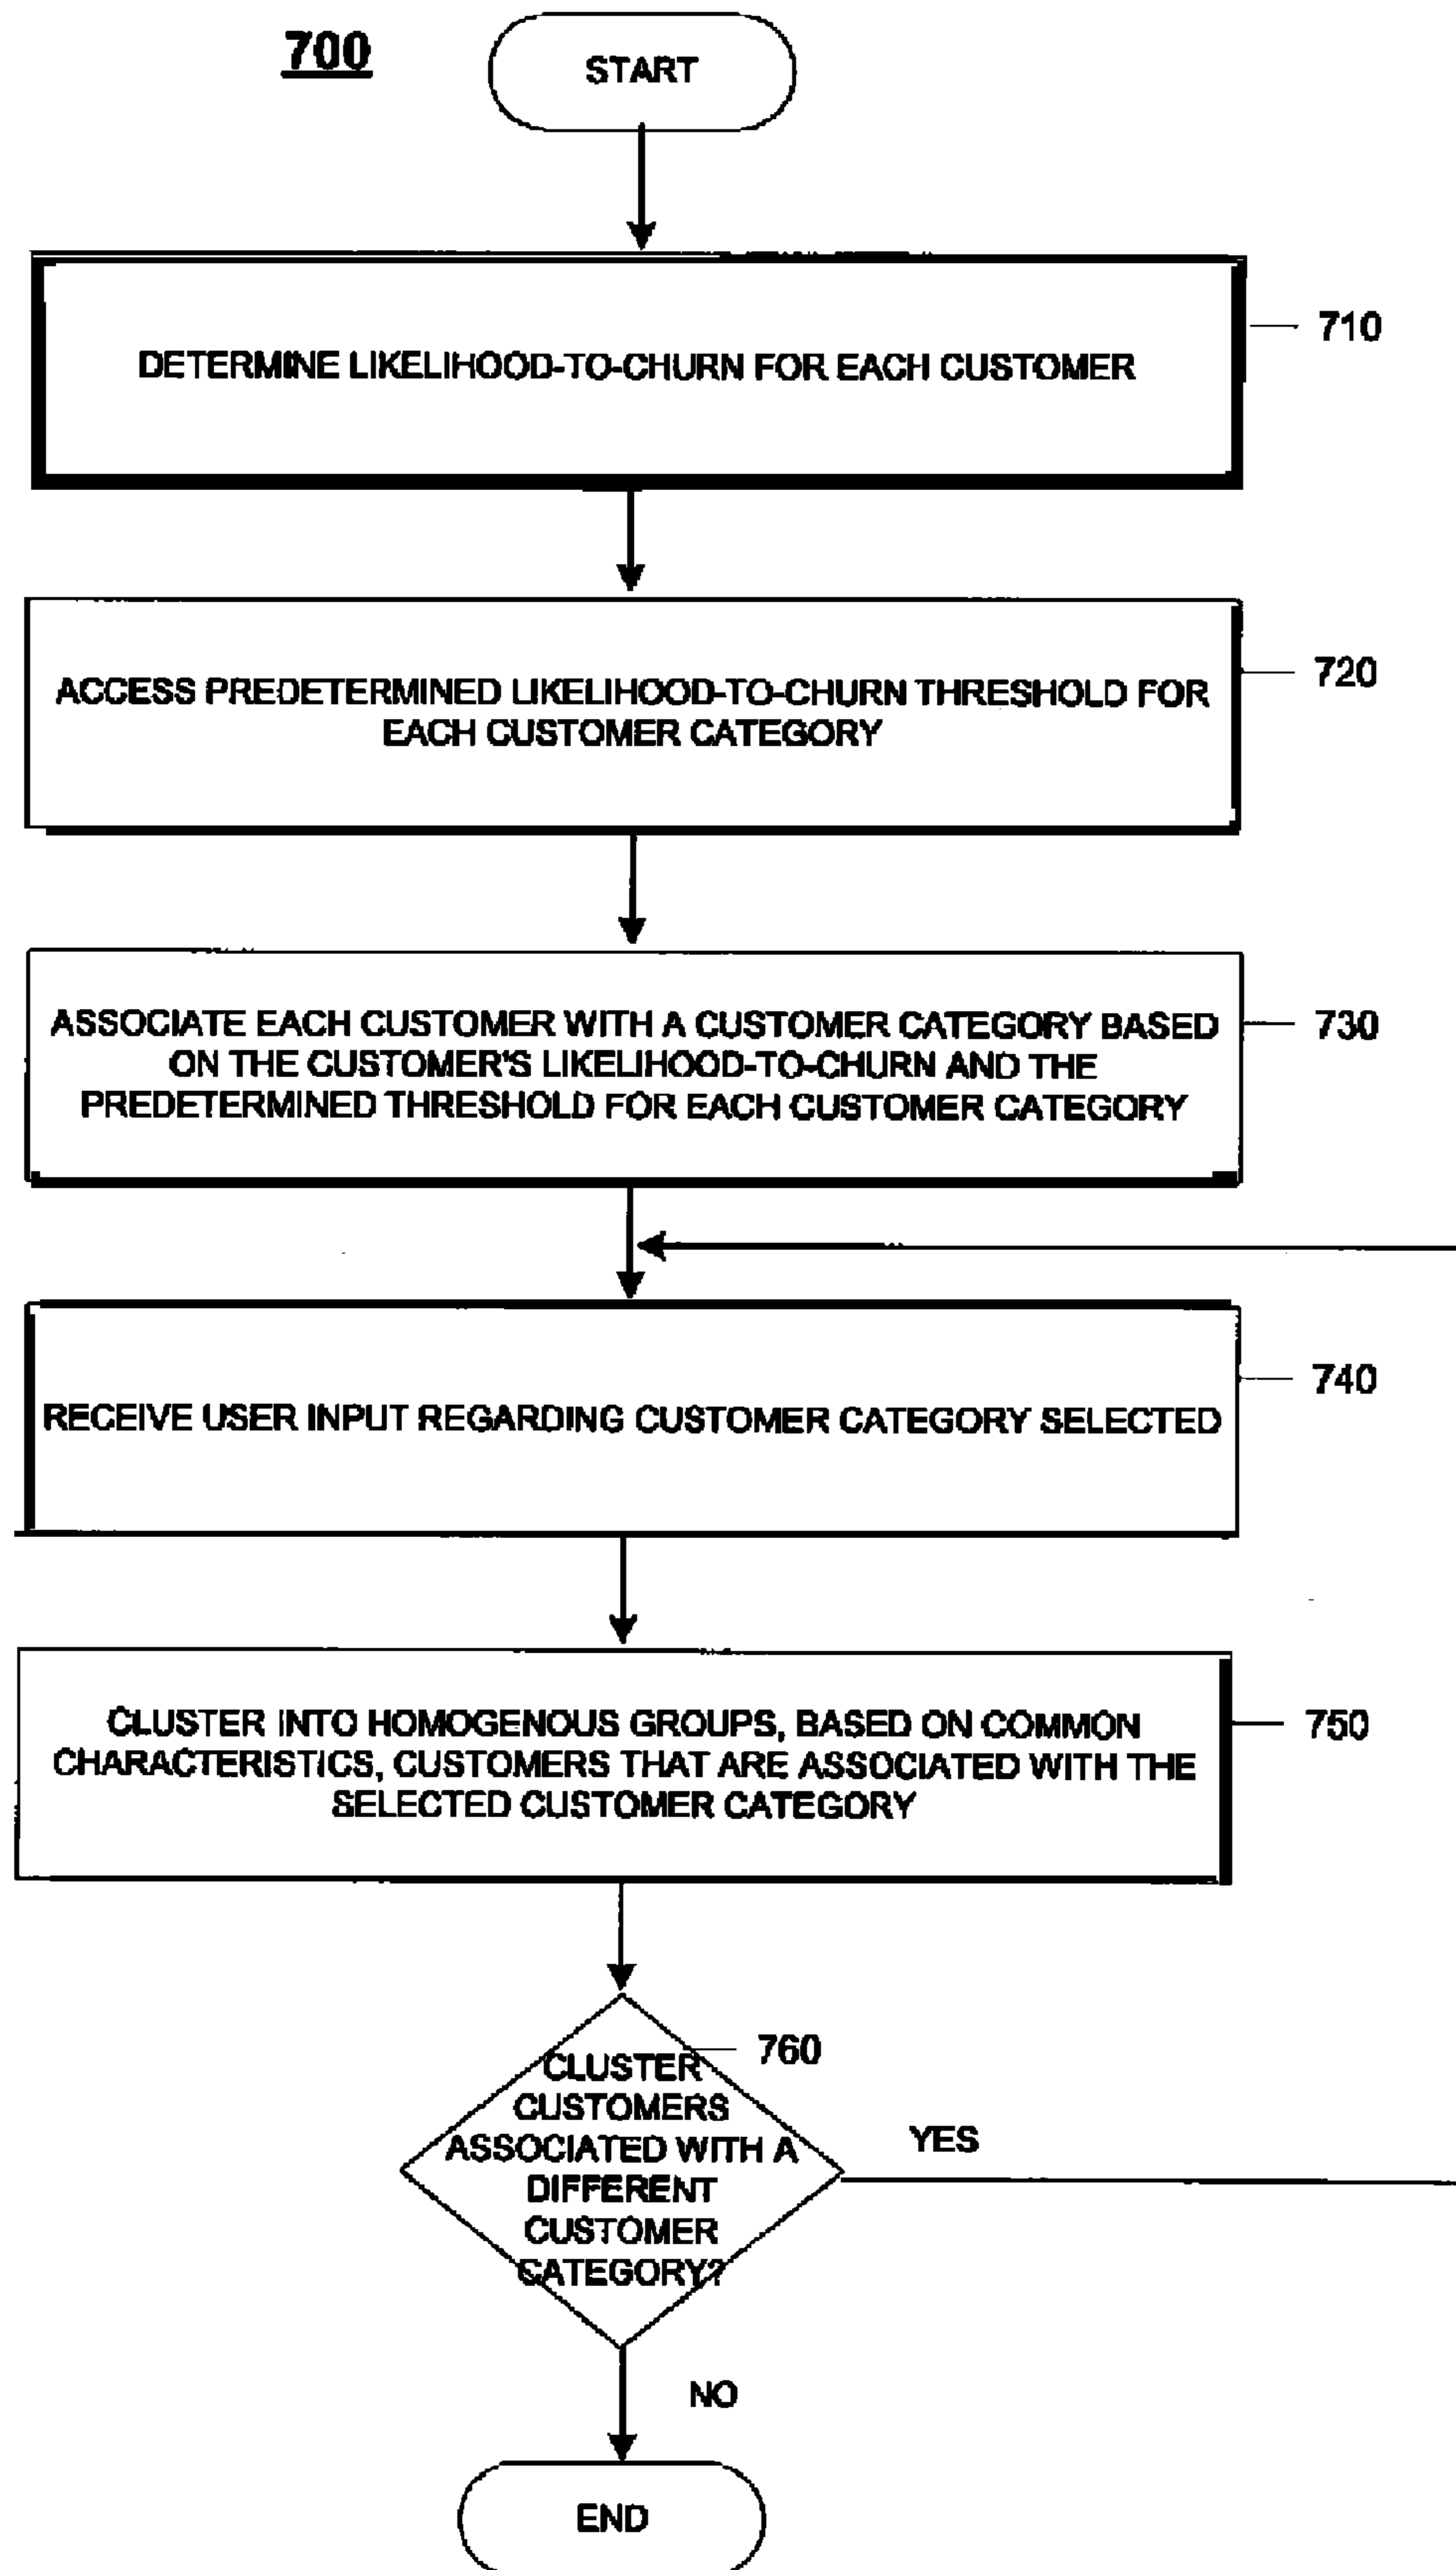 700
START
DETERMINE LIKELIHOOD-TO-CHURN FOR EACH CUSTOMER
710
ACCESS PREDETERMINED LIKELIHOOD-TO-CHURN THRESHOLD FOR
EACH CUSTOMER CATEGORY
720
ASSOCIATE EACH CUSTOMER WITH A CUSTOMER CATEGORY BASED
ON THE CUSTOMER'S LIKELIHOOD-TO-CHURN AND THE
PREDETERMINED THRESHOLD FOR EACH CUSTOMER CATEGORY
730
RECEIVE USER INPUT REGARDING CUSTOMER CATEGORY SELECTED
740
CLUSTER INTO HOMOGENOUS GROUPS, BASED ON COMMON
CHARACTERISTICS, CUSTOMERS THAT ARE ASSOCIATED WITH THE
SELECTED CUSTOMER CATEGORY
750
760
CLUSTER
CUSTOMERS
ASSOCIATED WITH A
DIFFERENT
CUSTOMER
CATEGORY?
YES
NO
END